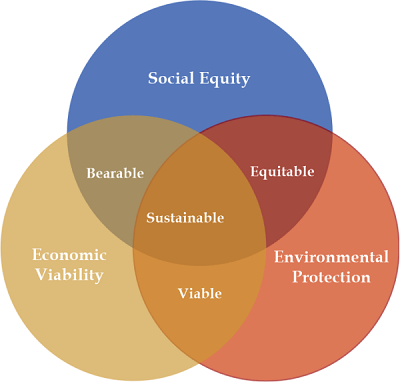 Social Equity
Bearable
Equitable
Sustainable
Economic
Viability
Environmental
Protection
Viable